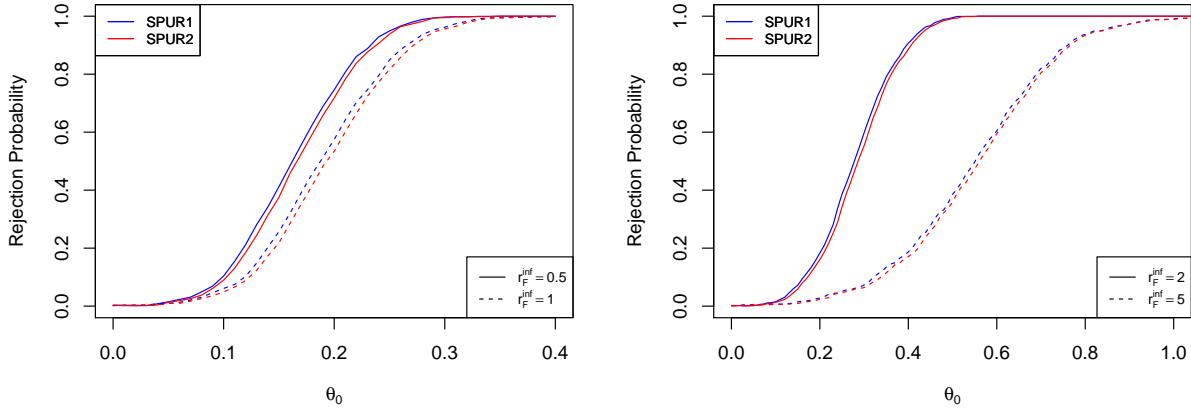 SPUR1
SPUR2
Rejection Probability
1.0
0.8
0.6
0.4
0.2
0.0
r_F^inf = 0.5
r_F^inf = 1
0.0 0.1 0.2 0.3 0.4
θ₀
SPUR1
SPUR2
Rejection Probability
1.0
0.8
0.6
0.4
0.2
0.0
r_F^inf = 2
r_F^inf = 5
0.0 0.2 0.4 0.6 0.8 1.0
θ₀